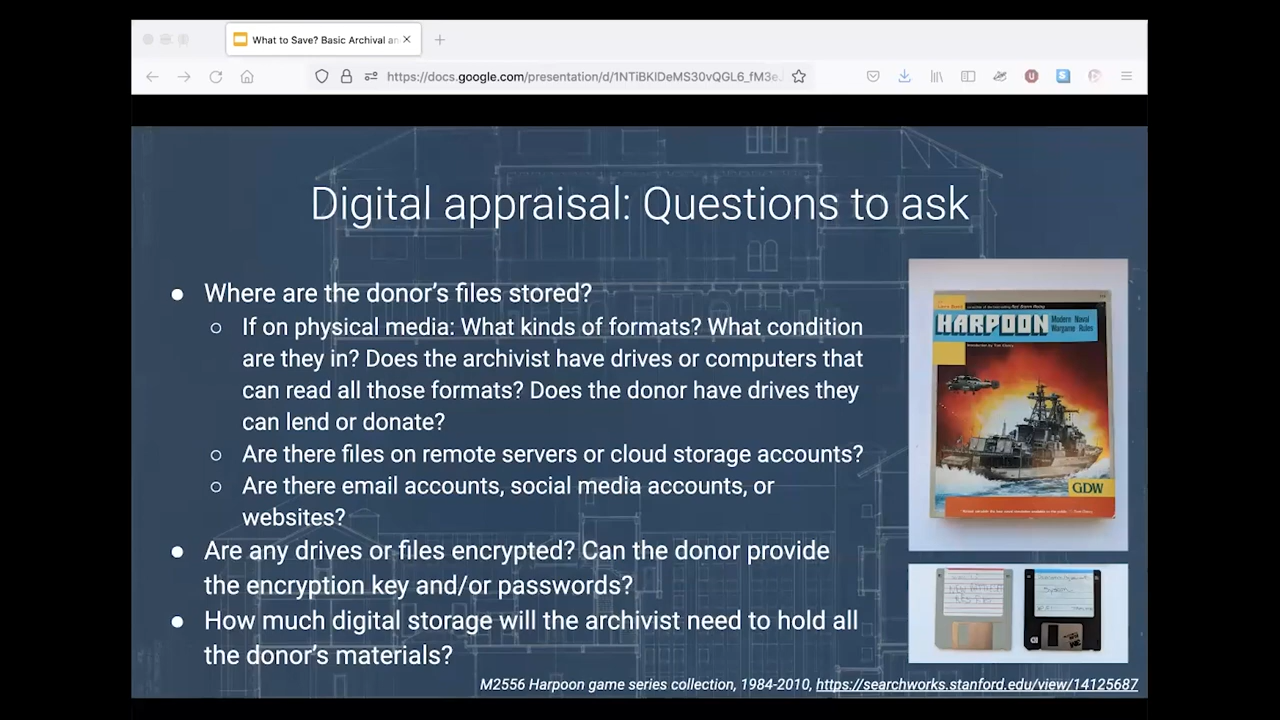 What to Save? Basic Archival an
https://docs.google.com/presentation/d/1NTiBKlDeMS30vQGL6_fM3e.
Digital appraisal: Questions to ask
● Where are the donor’s files stored?
○ If on physical media: What kinds of formats? What condition
are they in? Does the archivist have drives or computers that
can read all those formats? Does the donor have drives they
can lend or donate?
○ Are there files on remote servers or cloud storage accounts?
○ Are there email accounts, social media accounts, or
websites?
● Are any drives or files encrypted? Can the donor provide
the encryption key and/or passwords?
● How much digital storage will the archivist need to hold all
the donor’s materials?
HARPOON
Modern Naval
Wargame Rules
GDW
M2556 Harpoon game series collection, 1984-2010, https://searchworks.stanford.edu/view/14125687